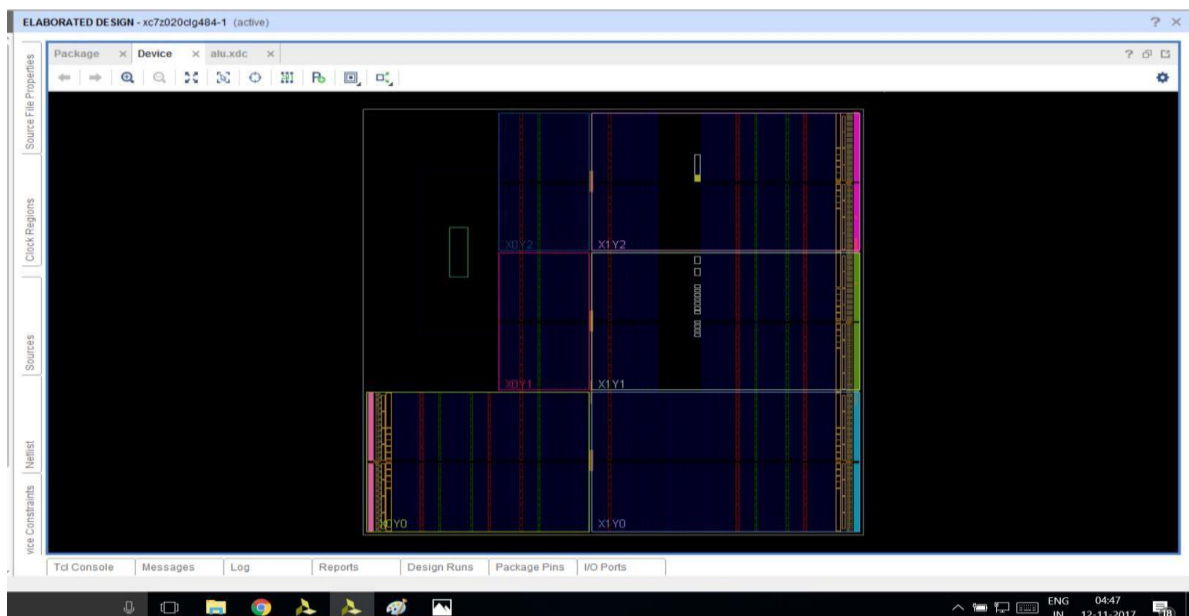 ELABORATED DESIGN - xc7z020clg484-1 (active)
? ×
Package × Device × alu.xdc ×
?
Source File Properties
Clock Regions
Sources
Netlist
vice Constraints
X0Y2
X1Y2
X0Y1
X1Y1
X0Y0
X1Y0
Tcl Console Messages Log Reports Design Runs Package Pins I/O Ports
ENG 04:47
IN 12-11-2017
18